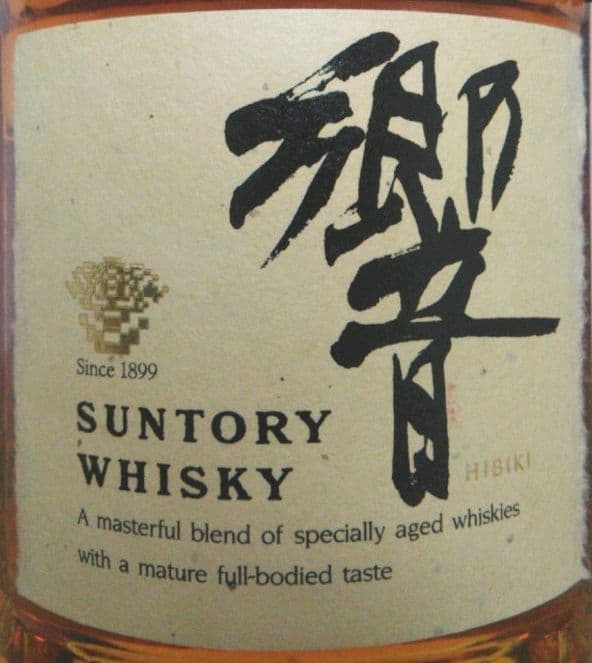 響
Since 1899
SUNTORY
WHISKY
HIBIKI
A masterful blend of specially aged whiskies
with a mature full-bodied taste